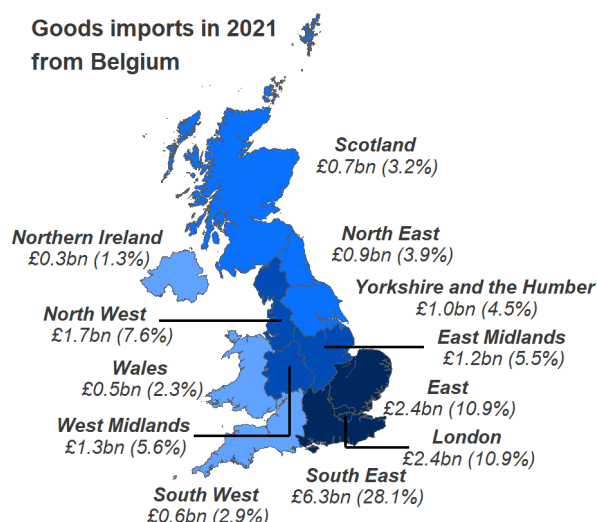 Goods imports in 2021
from Belgium
Scotland
£0.7bn (3.2%)
Northern Ireland
£0.3bn (1.3%)
North East
£0.9bn (3.9%)
Yorkshire and the Humber
£1.0bn (4.5%)
North West
£1.7bn (7.6%)
East Midlands
£1.2bn (5.5%)
Wales
£0.5bn (2.3%)
East
£2.4bn (10.9%)
West Midlands
£1.3bn (5.6%)
London
£2.4bn (10.9%)
South East
£6.3bn (28.1%)
South West
£0.6bn (2.9%)